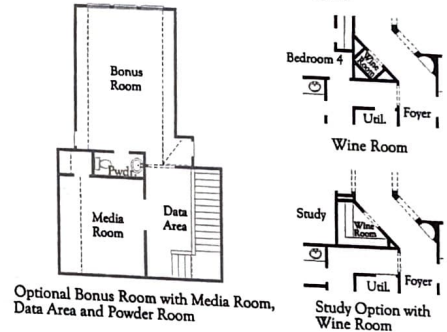 Bonus
Room
Pwdr
Media
Room
Data
Area
Optional Bonus Room with Media Room,
Data Area and Powder Room
Bedroom 4
Wine
Room
Util.
Foyer
Wine Room
Study
Wine
Room
Util.
Foyer
Study Option with
Wine Room